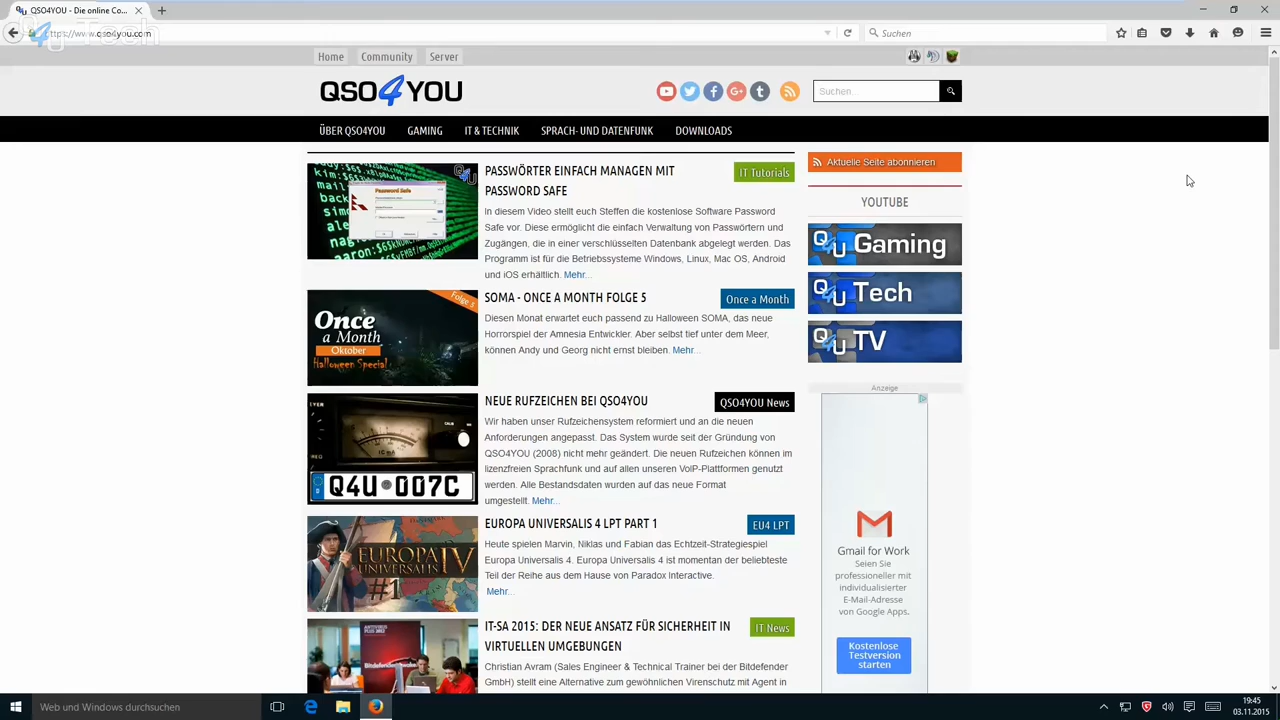 QSO4YOU - Die online Co...
https://www.qso4you.com
Suchen
Home
Community
Server
QSO4YOU
Suchen...
ÜBER QSO4YOU
GAMING
IT & TECHNIK
SPRACH- UND DATENFUNK
DOWNLOADS
PASSWÖRTER EINFACH MANAGEN MIT
PASSWORD SAFE
IT Tutorials
In diesem Video stellt euch Steffen die kostenlose Software Password
Safe vor. Diese ermöglicht die einfach Verwaltung von Passwörtern und
Zugängen, die in einer verschlüsselten Datenbank abgelegt werden. Das
Programm ist für die Betriebssysteme Windows, Linux, Mac OS, Android
und iOS erhältlich. Mehr...
Password Safe
Once
a Month
Oktober
Halloween Special
Folge 5
SOMA - ONCE A MONTH FOLGE 5
Once a Month
Diesen Monat erwartet euch passend zu Halloween SOMA, das neue
Horrorspiel der Amnesia Entwickler. Aber selbst tief unter dem Meer,
können Andy und Georg nicht ernst bleiben. Mehr...
Q4U 007C
NEUE RUFZEICHEN BEI QSO4YOU
QSO4YOU News
Wir haben unser Rufzeichensystem reformiert und an die neuen
Anforderungen angepasst. Das System wurde seit der Gründung von
QSO4YOU (2008) nicht mehr geändert. Die neuen Rufzeichen können im
lizenzfreien Sprachfunk und auf allen unseren VoIP-Plattformen genutzt
werden. Alle Bestandsdaten wurden auf das neue Format
umgestellt. Mehr...
EUROPA UNIVERSALIS IV
#1
EUROPA UNIVERSALIS 4 LPT PART 1
EU4 LPT
Heute spielen Marvin, Niklas und Fabian das Echtzeit-Strategiespiel
Europa Universalis 4. Europa Universalis 4 ist momentan der beliebteste
Teil der Reihe aus dem Hause von Paradox Interactive.
Mehr...
Bitdefender
IT-SA 2015: DER NEUE ANSATZ FÜR SICHERHEIT IN
VIRTUELLEN UMGEBUNGEN
IT News
Christian Avram (Sales Engineer & Technical Trainer bei der Bitdefender
GmbH) stellt eine Alternative zum gewöhnlichen Virenschutz mit Agent in
Aktuelle Seite abonnieren
YOUTUBE
Q4U Gaming
Q4U Tech
Q4U TV
Anzeige
Gmail for Work
Seien Sie
professioneller mit
individualisierter
E-Mail-Adresse
von Google Apps.
Kostenlose
Testversion
starten
Web und Windows durchsuchen
19:45
03.11.2015